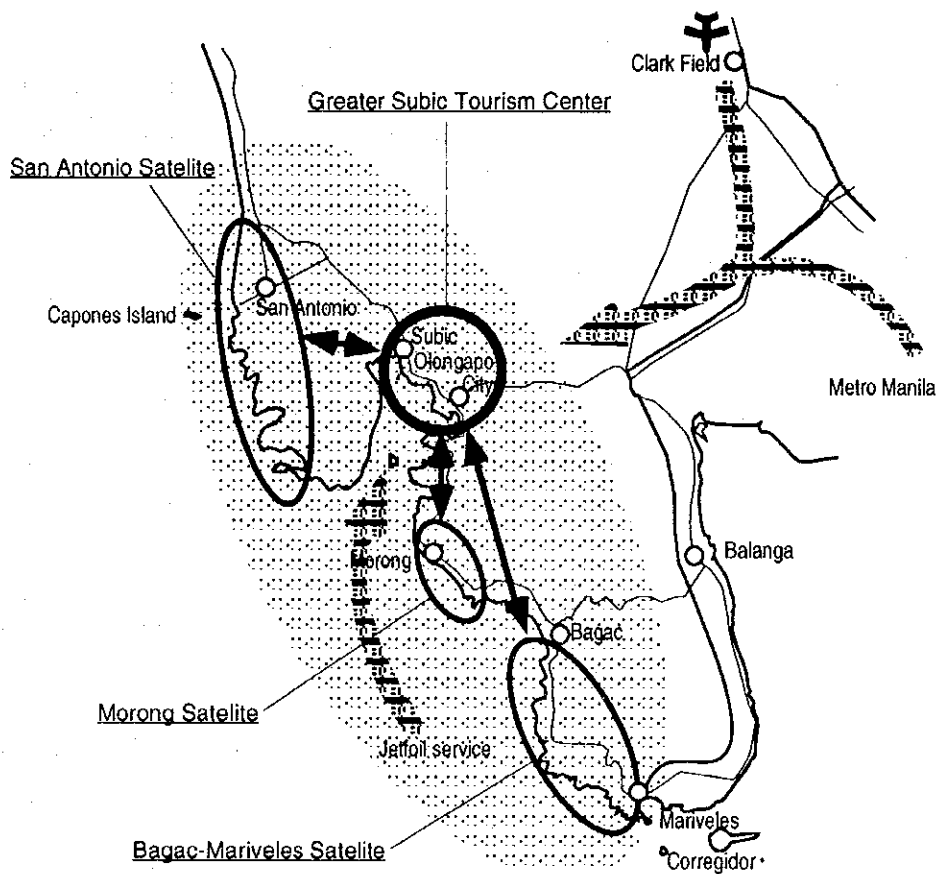 Clark Field
Greater Subic Tourism Center
San Antonio Satelite
San Antonio
Capones Island
Subic
Olongapo
City
Metro Manila
Morong
Balanga
Bagac
Morong Satelite
Jetfoil service
Mariveles
Bagac-Mariveles Satelite
Corregidor